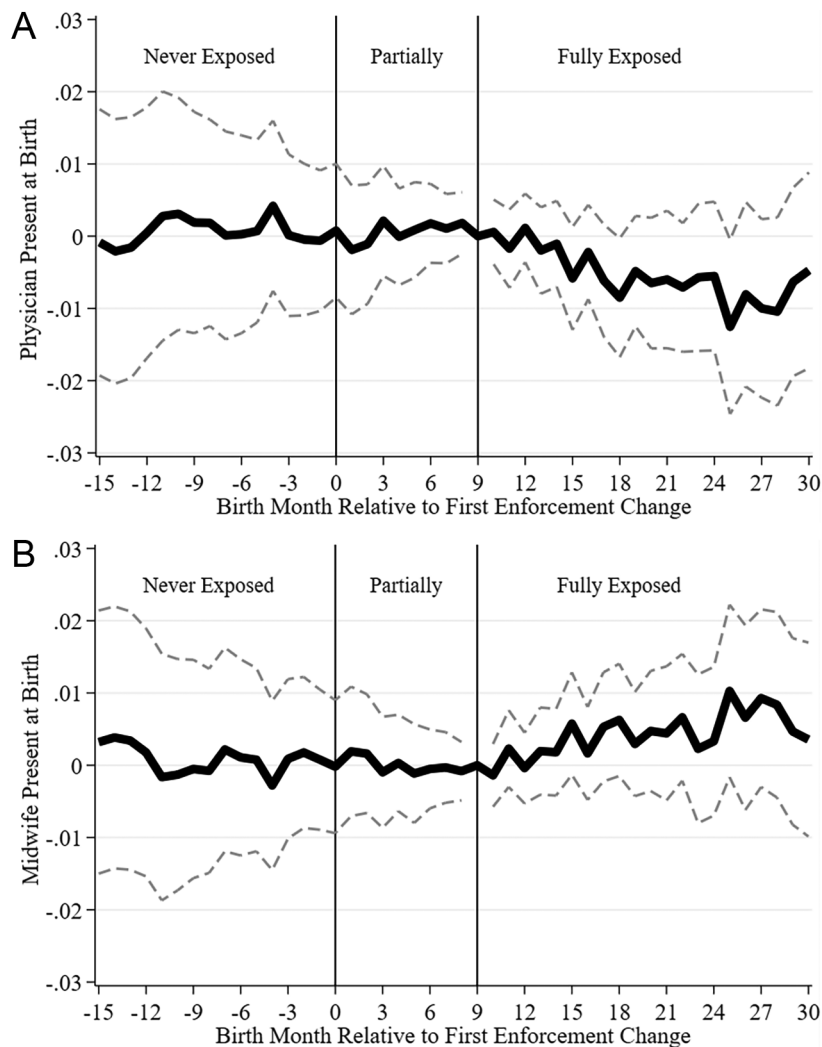 A
.03
Never Exposed Partially Fully Exposed
.02
.01
0
-.01
-.02
-.03
Physician Present at Birth
-15 -12 -9 -6 -3 0 3 6 9 12 15 18 21 24 27 30
Birth Month Relative to First Enforcement Change
B
.03
Never Exposed Partially Fully Exposed
.02
.01
0
-.01
-.02
-.03
Midwife Present at Birth
-15 -12 -9 -6 -3 0 3 6 9 12 15 18 21 24 27 30
Birth Month Relative to First Enforcement Change